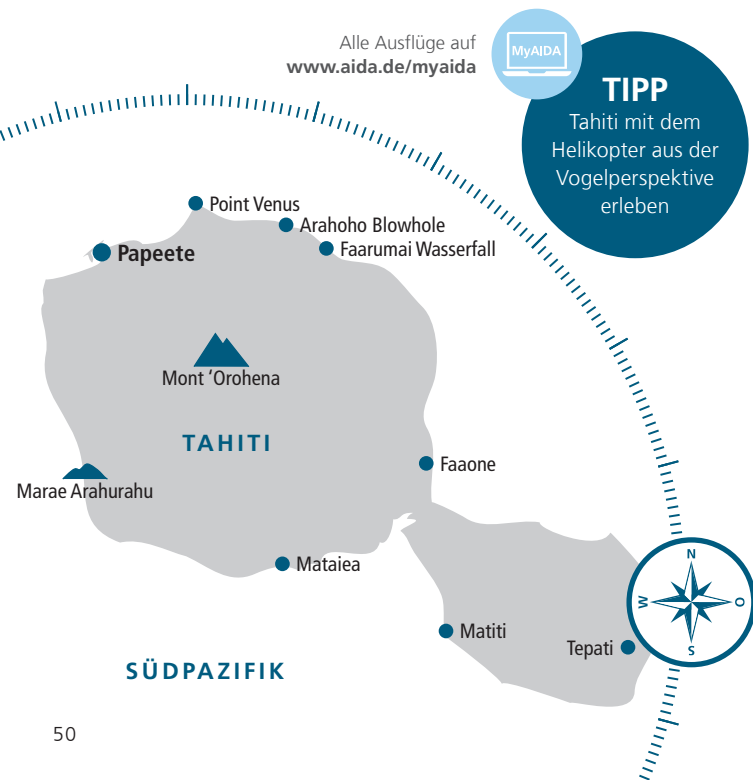 Alle Ausflüge auf
www.aida.de/myaida
MyAIDA
TIPP
Tahiti mit dem
Helikopter aus der
Vogelperspektive
erleben
Point Venus
Arahoho Blowhole
Faarumai Wasserfall
Papeete
Mont ‘Orohena
TAHITI
Faaone
Marae Arahurahu
Mataiea
Matiti
Tepati
N
W
O
S
SÜDPAZIFIK
50